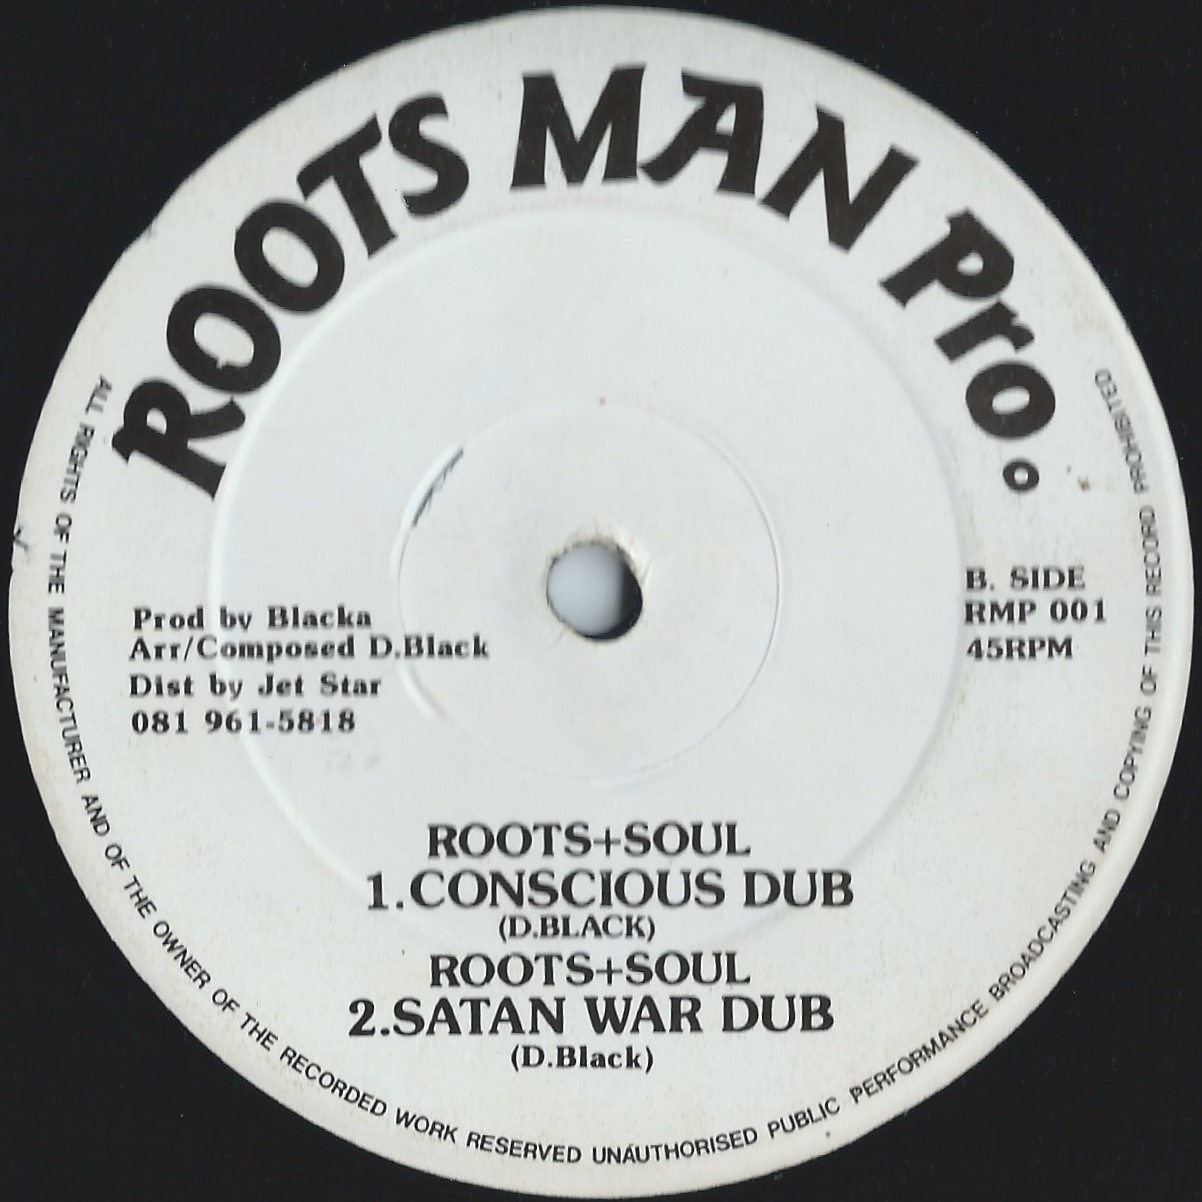 ROOTS MAN Pro.
B. SIDE
RMP 001
45RPM
Prod by Blacka
Arr/Composed D.Black
Dist by Jet Star
081 961-5818
ROOTS+SOUL
1.CONSCIOUS DUB
(D.BLACK)
ROOTS+SOUL
2.SATAN WAR DUB
(D.Black)
ALL RIGHTS OF THE MANUFACTURER AND OF THE OWNER OF THE RECORDED WORK RESERVED UNAUTHORISED PUBLIC PERFORMANCE BROADCASTING AND COPYING OF THIS RECORD PROHIBITED